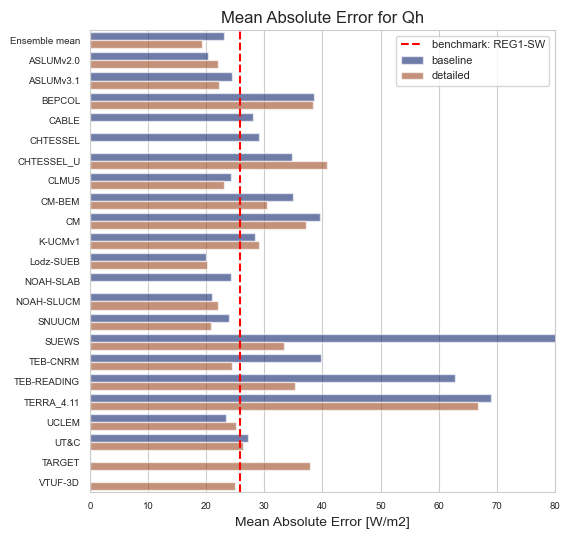 Mean Absolute Error for Qh
benchmark: REG1-SW
baseline
detailed
Ensemble mean
ASLUMv2.0
ASLUMv3.1
BEPCOL
CABLE
CHTESSEL
CHTESSEL_U
CLMU5
CM-BEM
CM
K-UCMv1
Lodz-SUEB
NOAH-SLAB
NOAH-SLUCM
SNUUCM
SUEWS
TEB-CNRM
TEB-READING
TERRA_4.11
UCLEM
UT&C
TARGET
VTUF-3D
0 10 20 30 40 50 60 70 80
Mean Absolute Error [W/m2]